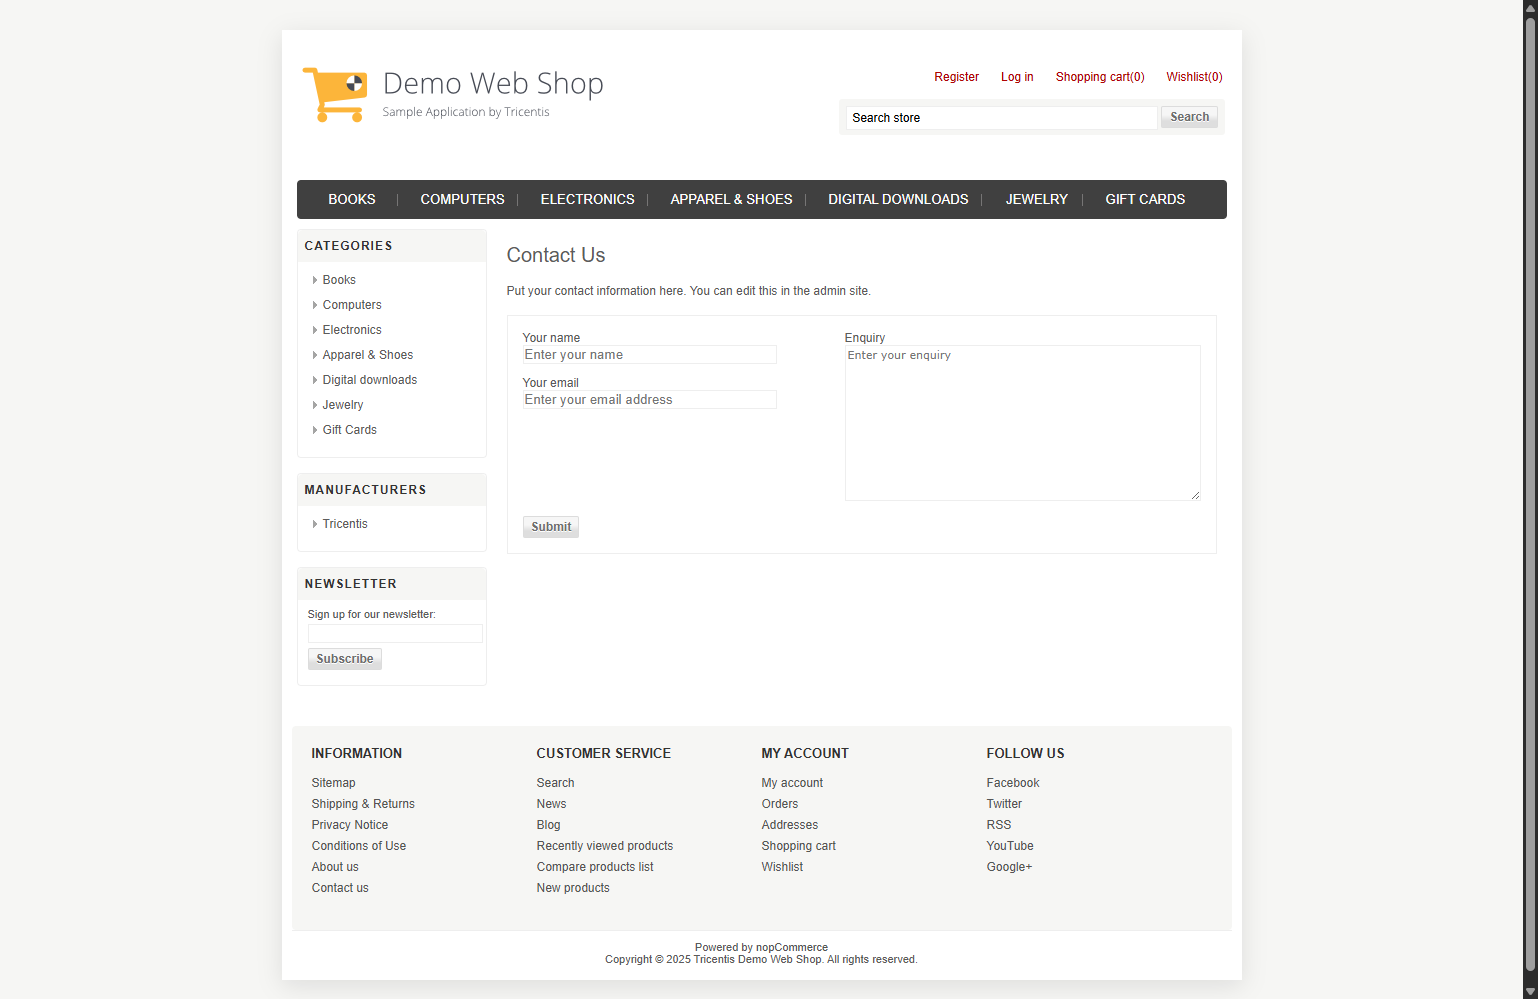 Demo Web Shop
Sample Application by Tricentis
Register Log in Shopping cart(0) Wishlist(0)
Search store Search
BOOKS COMPUTERS ELECTRONICS APPAREL & SHOES DIGITAL DOWNLOADS JEWELRY GIFT CARDS
CATEGORIES
Books
Computers
Electronics
Apparel & Shoes
Digital downloads
Jewelry
Gift Cards
MANUFACTURERS
Tricentis
NEWSLETTER
Sign up for our newsletter:
Subscribe
Contact Us
Put your contact information here. You can edit this in the admin site.
Your name
Enter your name
Your email
Enter your email address
Enquiry
Enter your enquiry
Submit
INFORMATION
Sitemap
Shipping & Returns
Privacy Notice
Conditions of Use
About us
Contact us
CUSTOMER SERVICE
Search
News
Blog
Recently viewed products
Compare products list
New products
MY ACCOUNT
My account
Orders
Addresses
Shopping cart
Wishlist
FOLLOW US
Facebook
Twitter
RSS
YouTube
Google+
Powered by nopCommerce
Copyright © 2025 Tricentis Demo Web Shop. All rights reserved.